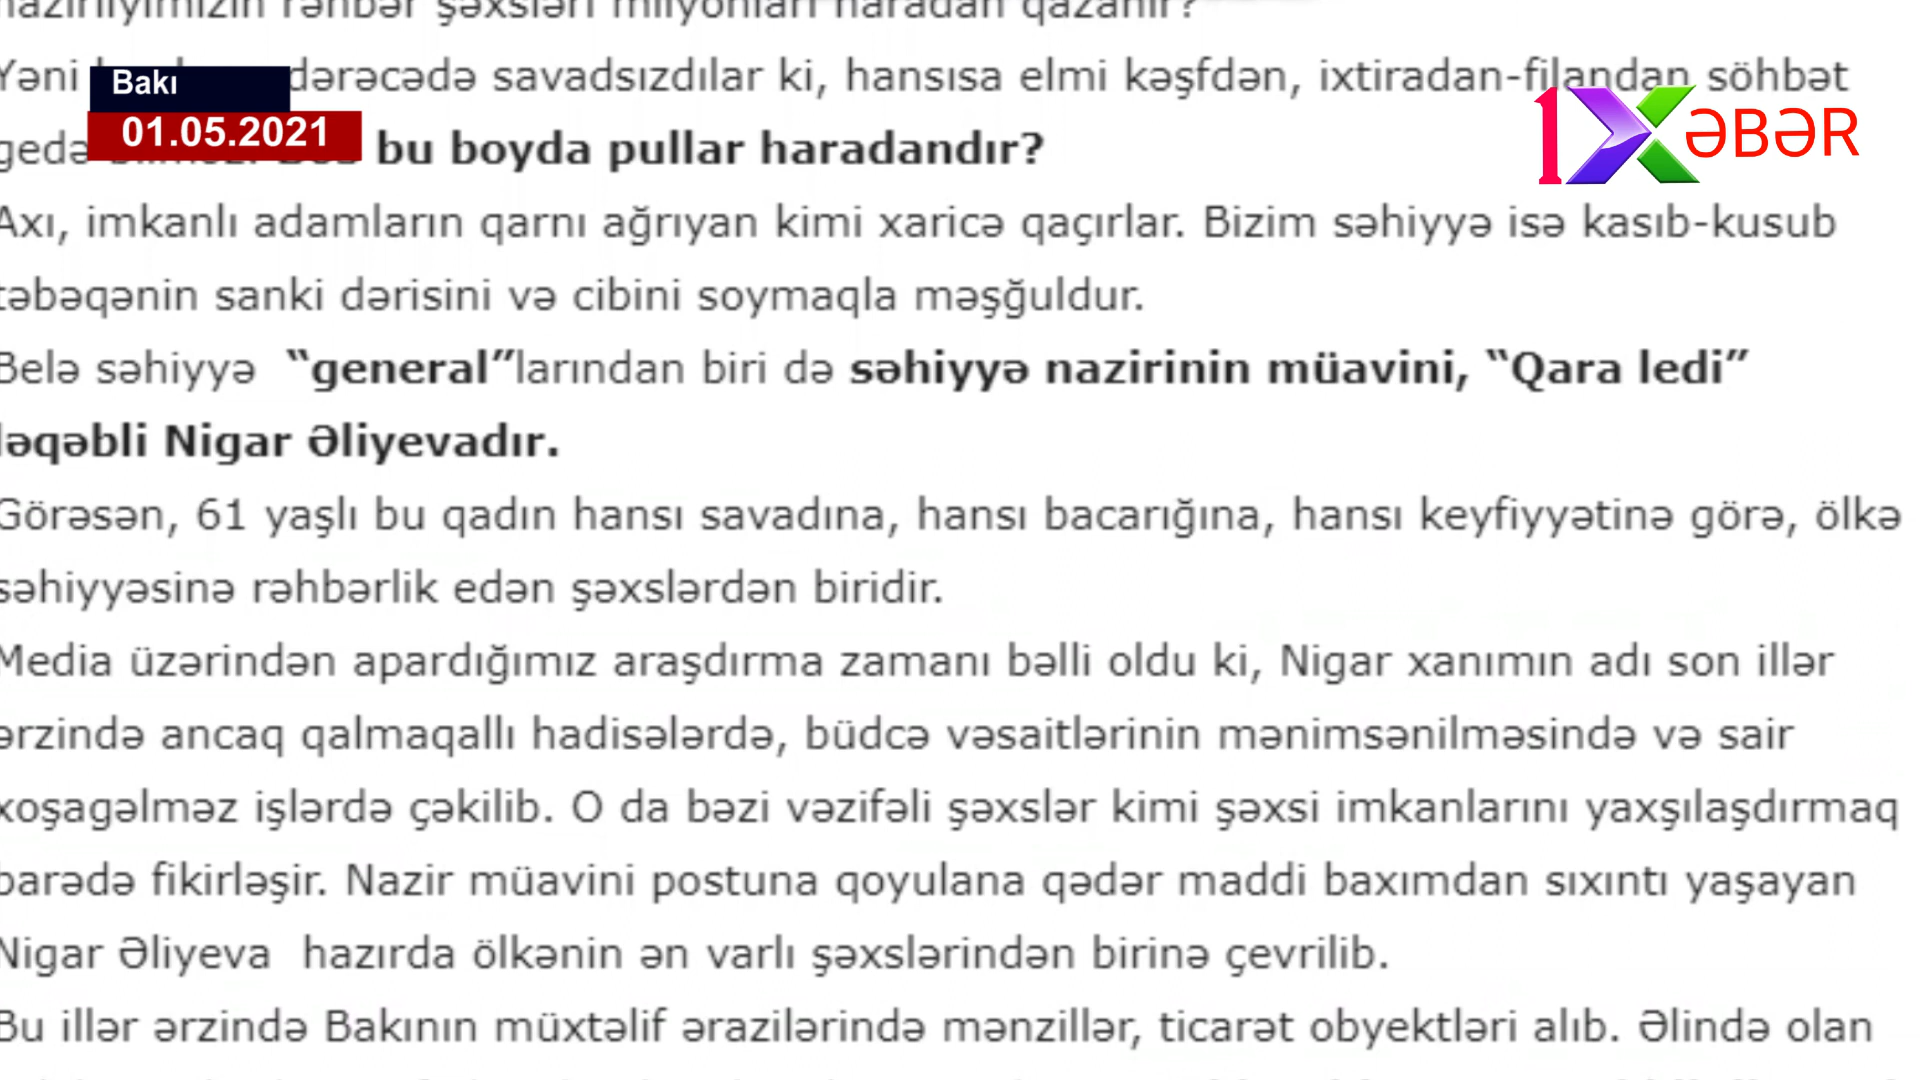 nazirliyimizin rəhbər şəxsləri milyonları haradan qazanır?
Yəni dərəcədə savadsızdılar ki, hansısa elmi kəşfdən, ixtiradan-filandan söhbət
Bakı
01.05.2021
1XƏBƏR
gedə bu boyda pullar haradandır?
Axı, imkanlı adamların qarnı ağrıyan kimi xaricə qaçırlar. Bizim səhiyyə isə kasıb-kusub
təbəqənin sanki dərisini və cibini soymaqla məşğuldur.
Belə səhiyyə “general”larından biri də səhiyyə nazirinin müavini, “Qara ledi”
ləqəbli Nigar Əliyevadır.
Görəsən, 61 yaşlı bu qadın hansı savadına, hansı bacarığına, hansı keyfiyyətinə görə, ölkə
səhiyyəsinə rəhbərlik edən şəxslərdən biridir.
Media üzərindən apardığımız araşdırma zamanı bəlli oldu ki, Nigar xanımın adı son illər
ərzində ancaq qalmaqallı hadisələrdə, büdcə vəsaitlərinin mənimsənilməsində və sair
xoşagəlməz işlərdə çəkilib. O da bəzi vəzifəli şəxslər kimi şəxsi imkanlarını yaxşılaşdırmaq
barədə fikirləşir. Nazir müavini postuna qoyulana qədər maddi baxımdan sıxıntı yaşayan
Nigar Əliyeva hazırda ölkənin ən varlı şəxslərindən birinə çevrilib.
Bu illər ərzində Bakının müxtəlif ərazilərində mənzillər, ticarət obyektləri alıb. Əlində olan